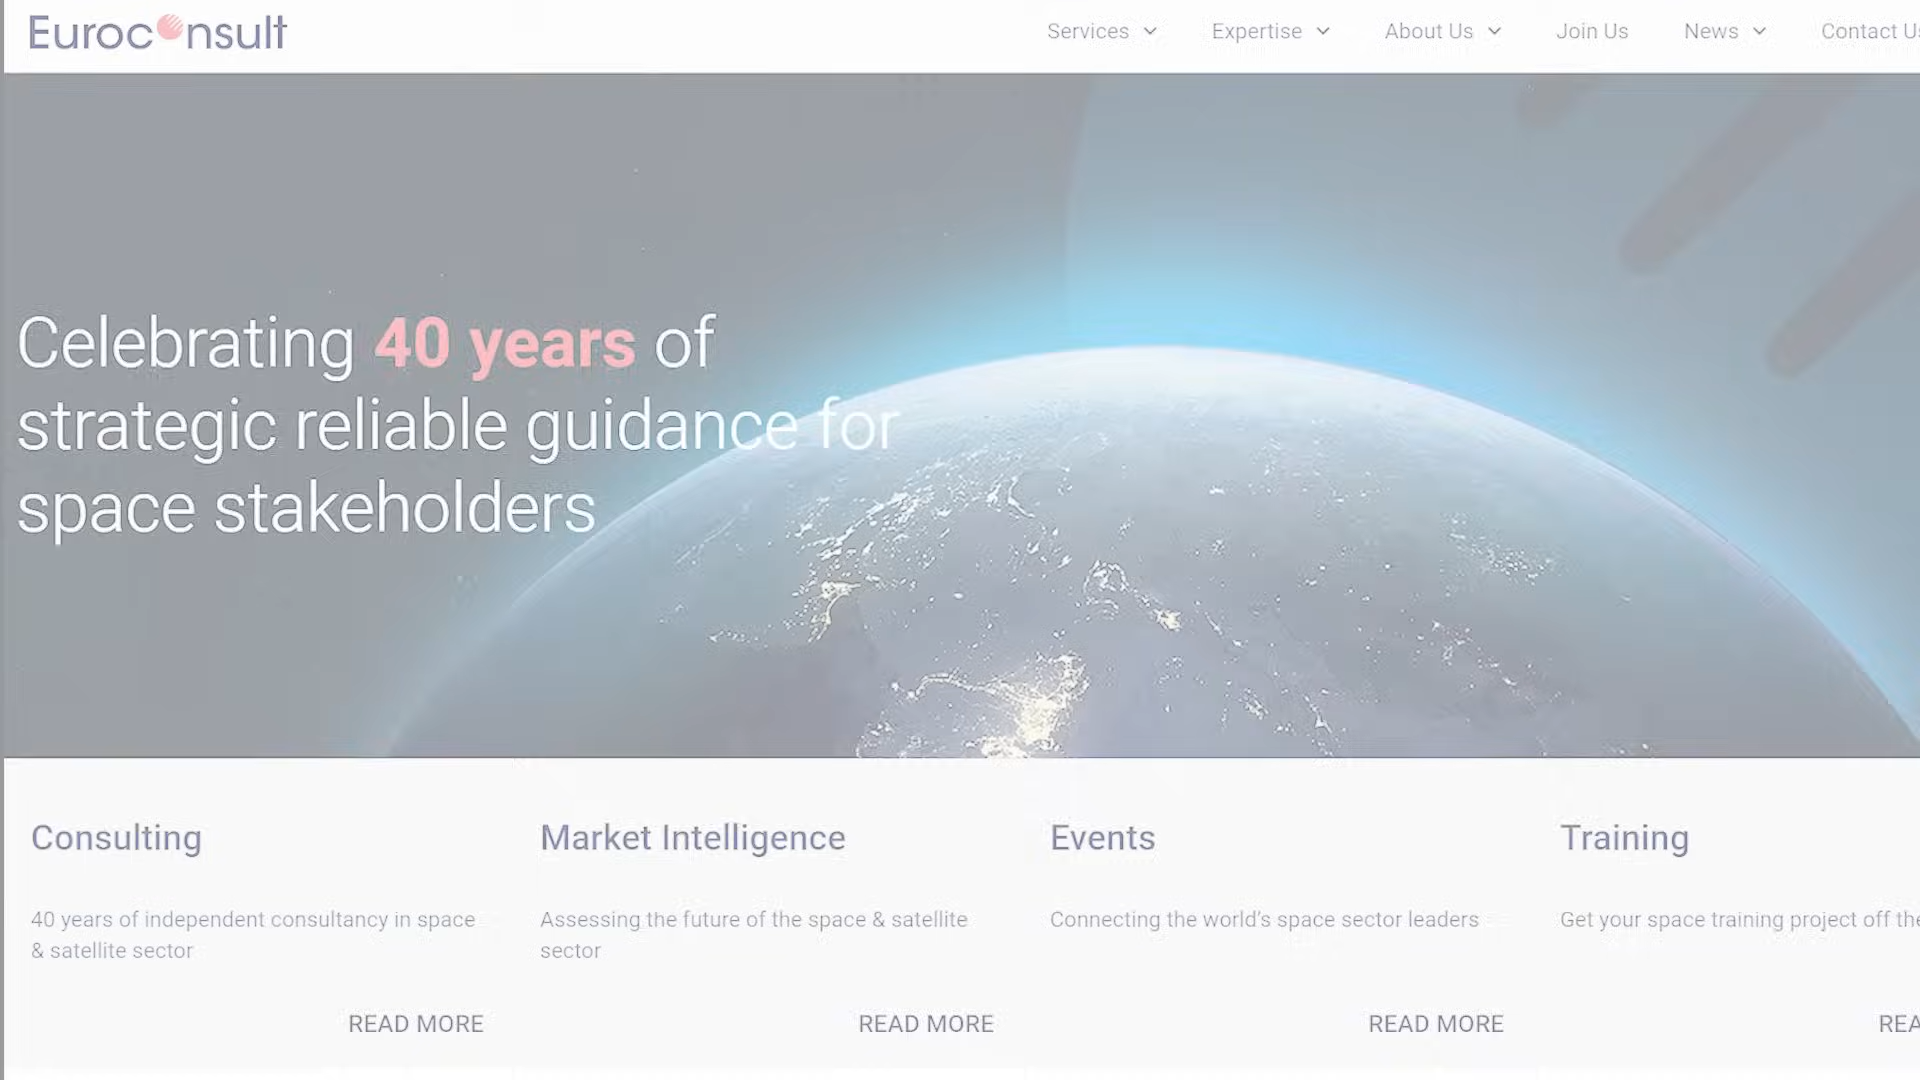 Euroconsult
Services
Expertise
About Us
Join Us
News
Contact
Celebrating 40 years of
strategic reliable guidance for
space stakeholders
Consulting
40 years of independent consultancy in space
& satellite sector
READ MORE
Market Intelligence
Assessing the future of the space & satellite
sector
READ MORE
Events
Connecting the world’s space sector leaders
READ MORE
Training
Get your space training project off